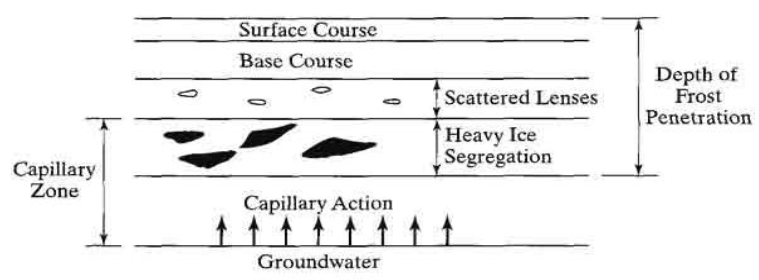 Surface Course
Base Course
Scattered Lenses
Depth of
Frost
Penetration
Heavy Ice
Segregation
Capillary
Zone
Capillary Action
Groundwater